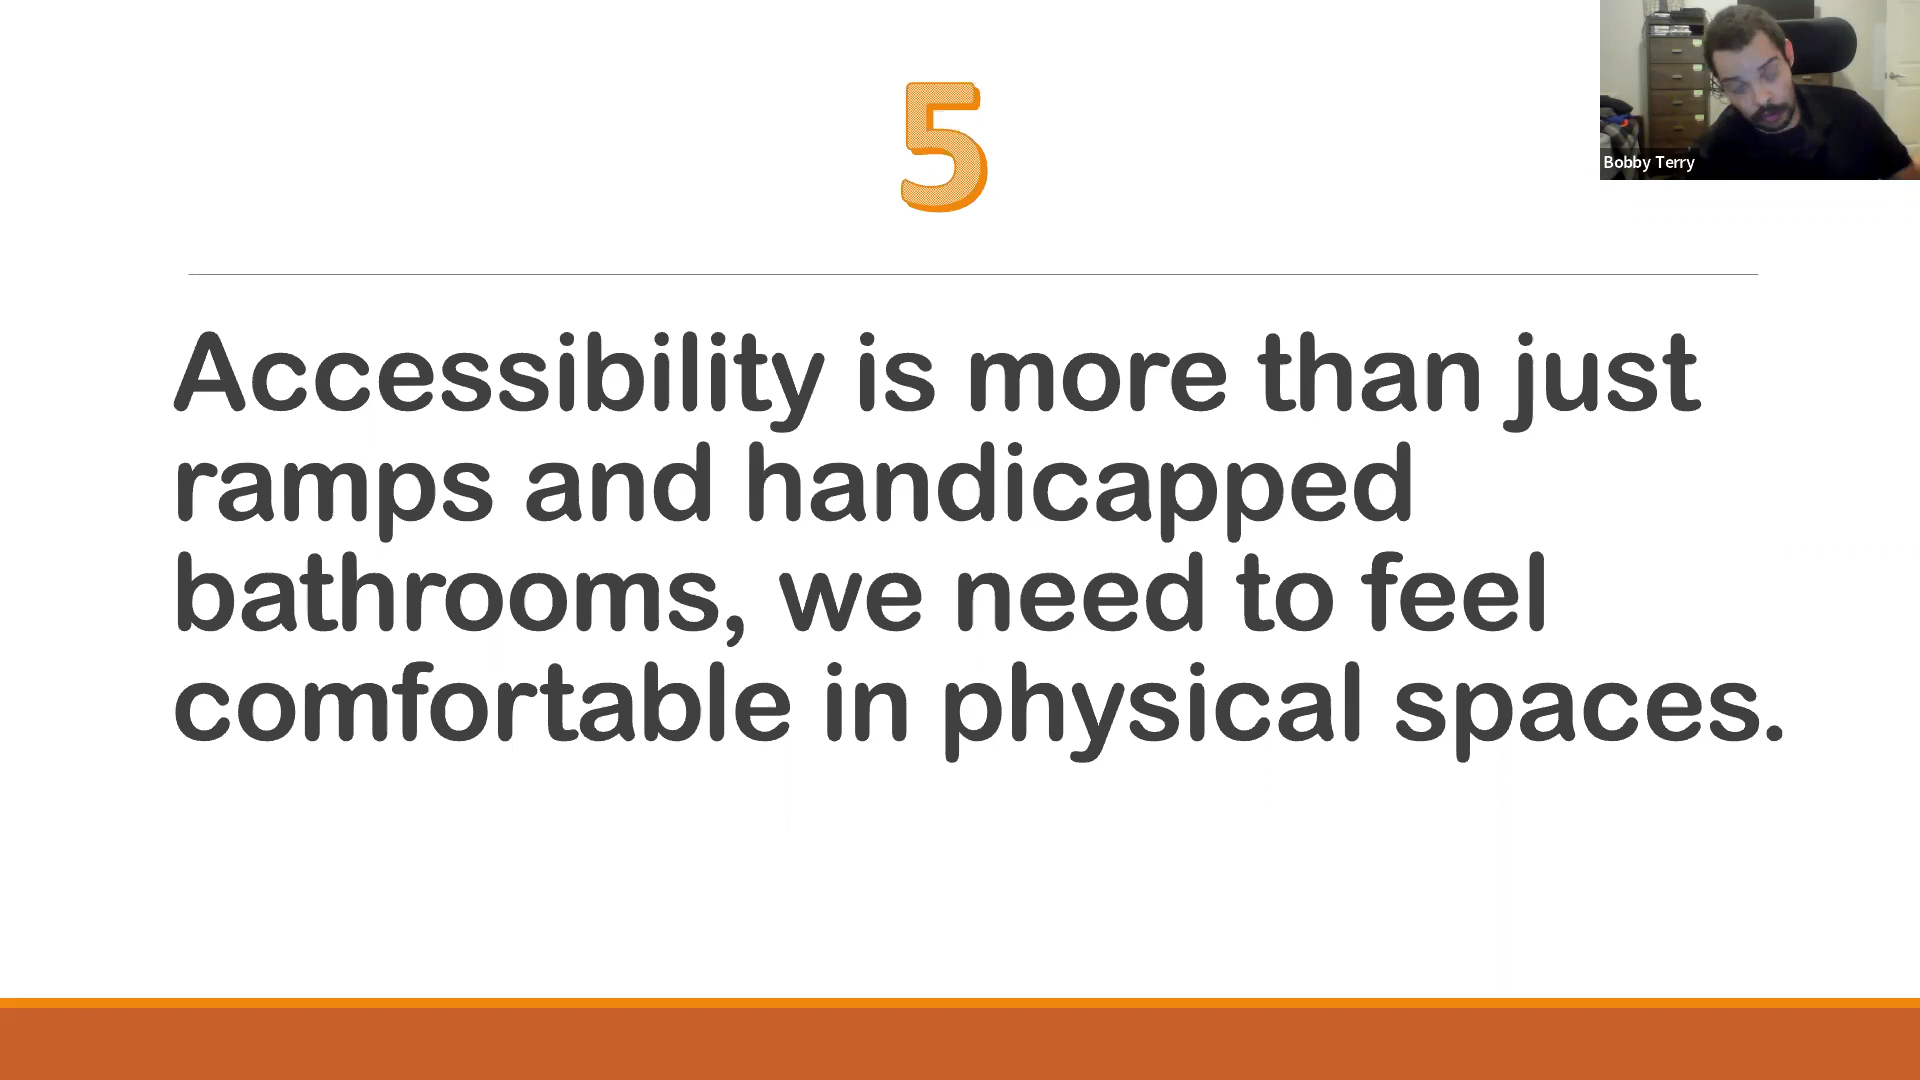 5
Bobby Terry
Accessibility is more than just
ramps and handicapped
bathrooms, we need to feel
comfortable in physical spaces.